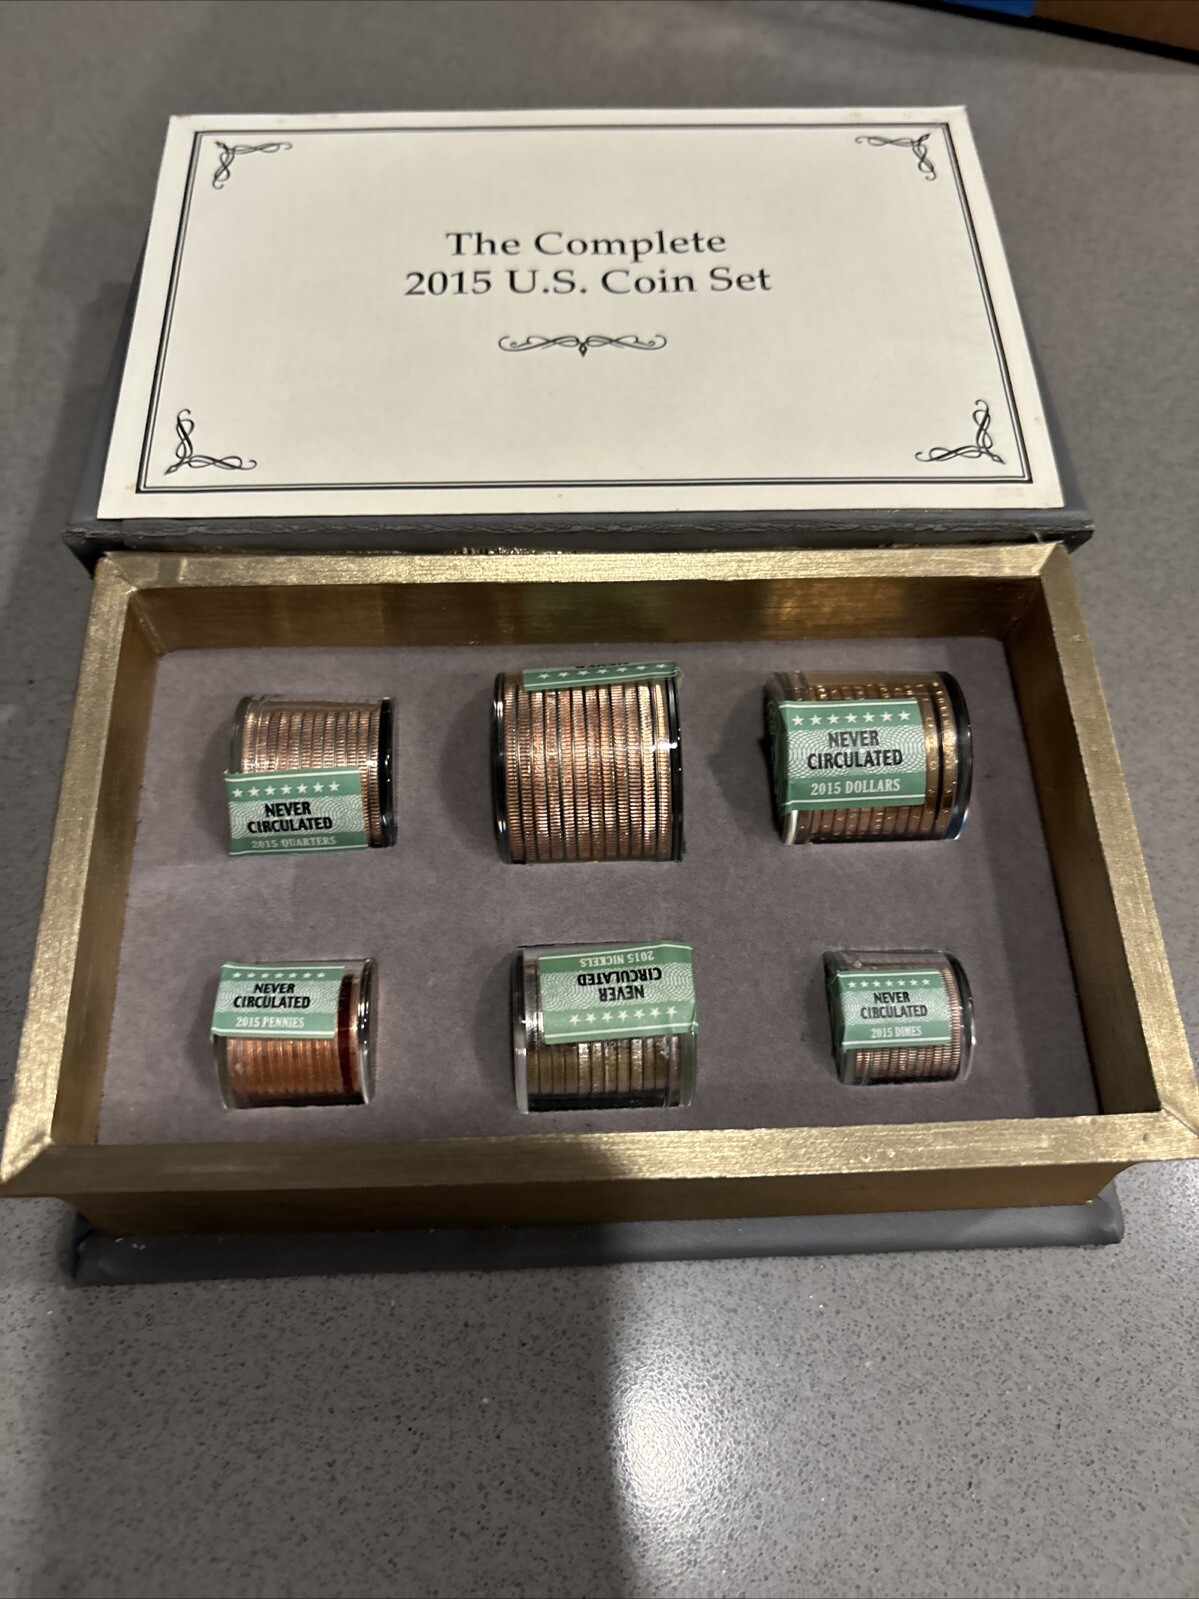 The Complete
2015 U.S. Coin Set
NEVER
CIRCULATED
2015 QUARTERS
NEVER
NEVER
CIRCULATED
2015 DOLLARS
NEVER
CIRCULATED
2015 PENNIES
NEVER
CIRCULATED
2015 NICKELS
NEVER
CIRCULATED
2015 DIMES